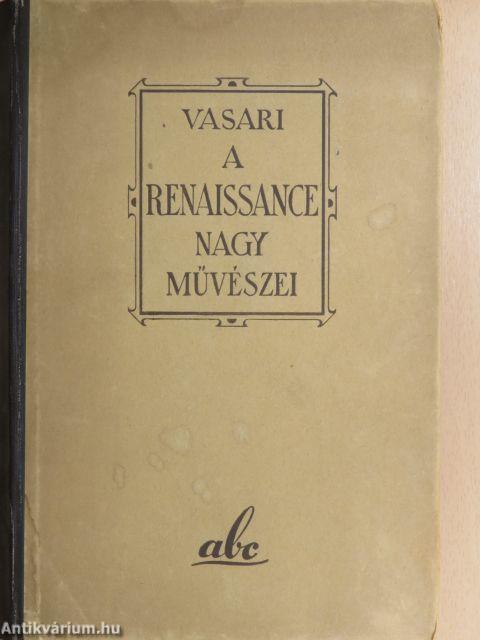 VASARI
A
RENAISSANCE
NAGY
MŰVÉSZEI
abc
Antikvárium.hu